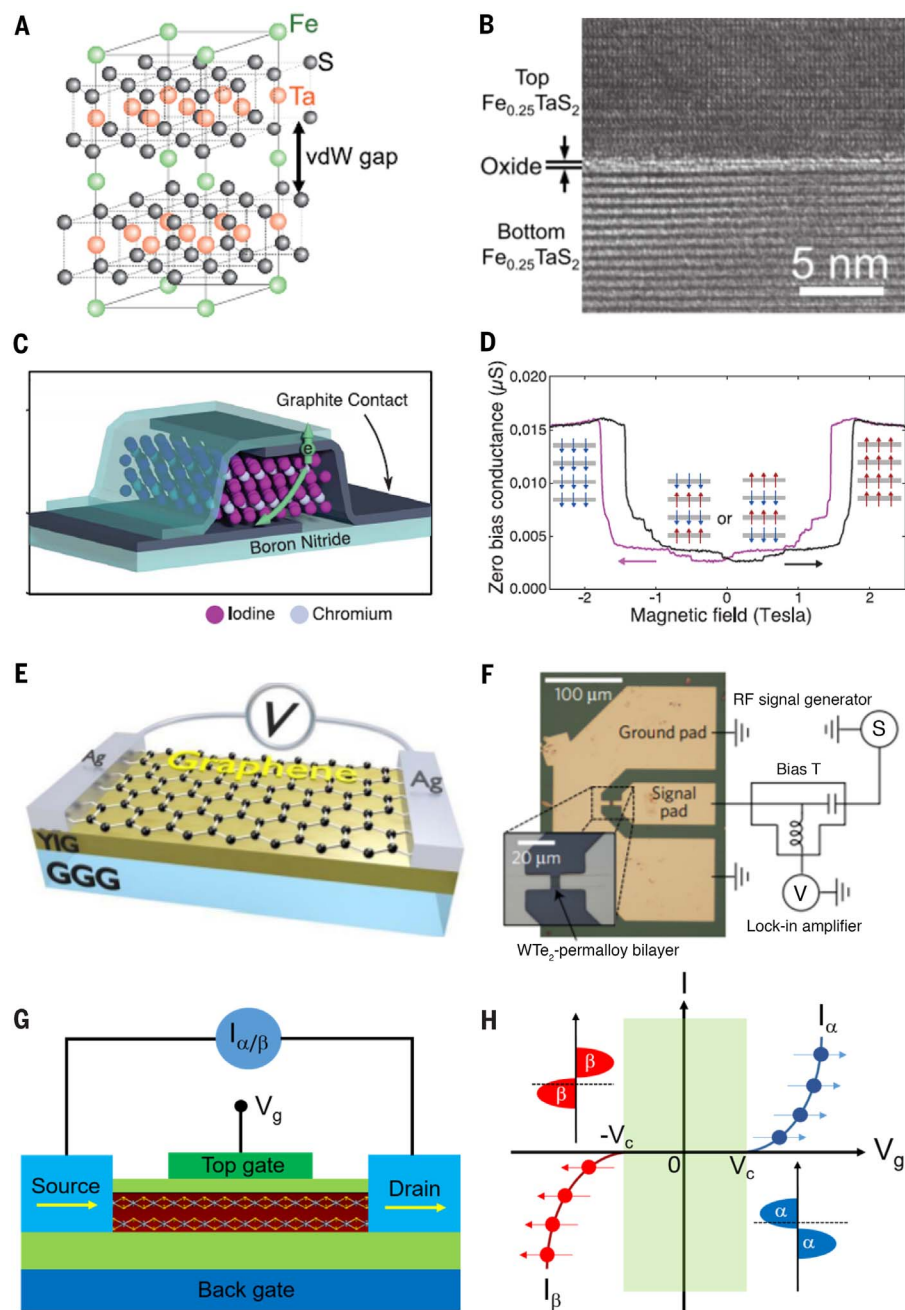 A
Fe
S
Ta
vdW gap
B
Top
Fe0.25TaS2
Oxide
Bottom
Fe0.25TaS2
5 nm
C
Graphite Contact
e
Boron Nitride
Iodine
Chromium
D
Zero bias conductance (µS)
0.020
0.015
0.010
0.005
0.000
or
-2
-1
0
1
2
Magnetic field (Tesla)
E
V
Graphene
Ag
Ag
YIG
GGG
F
100 µm
RF signal generator
Ground pad
S
Bias T
Signal
pad
20 µm
V
Lock-in amplifier
WTe2-permalloy bilayer
G
Iα/β
Vg
Top gate
Source
Drain
Back gate
H
I
Iα
β
β
-Vc
0
Vc
Vg
α
α
Iβ